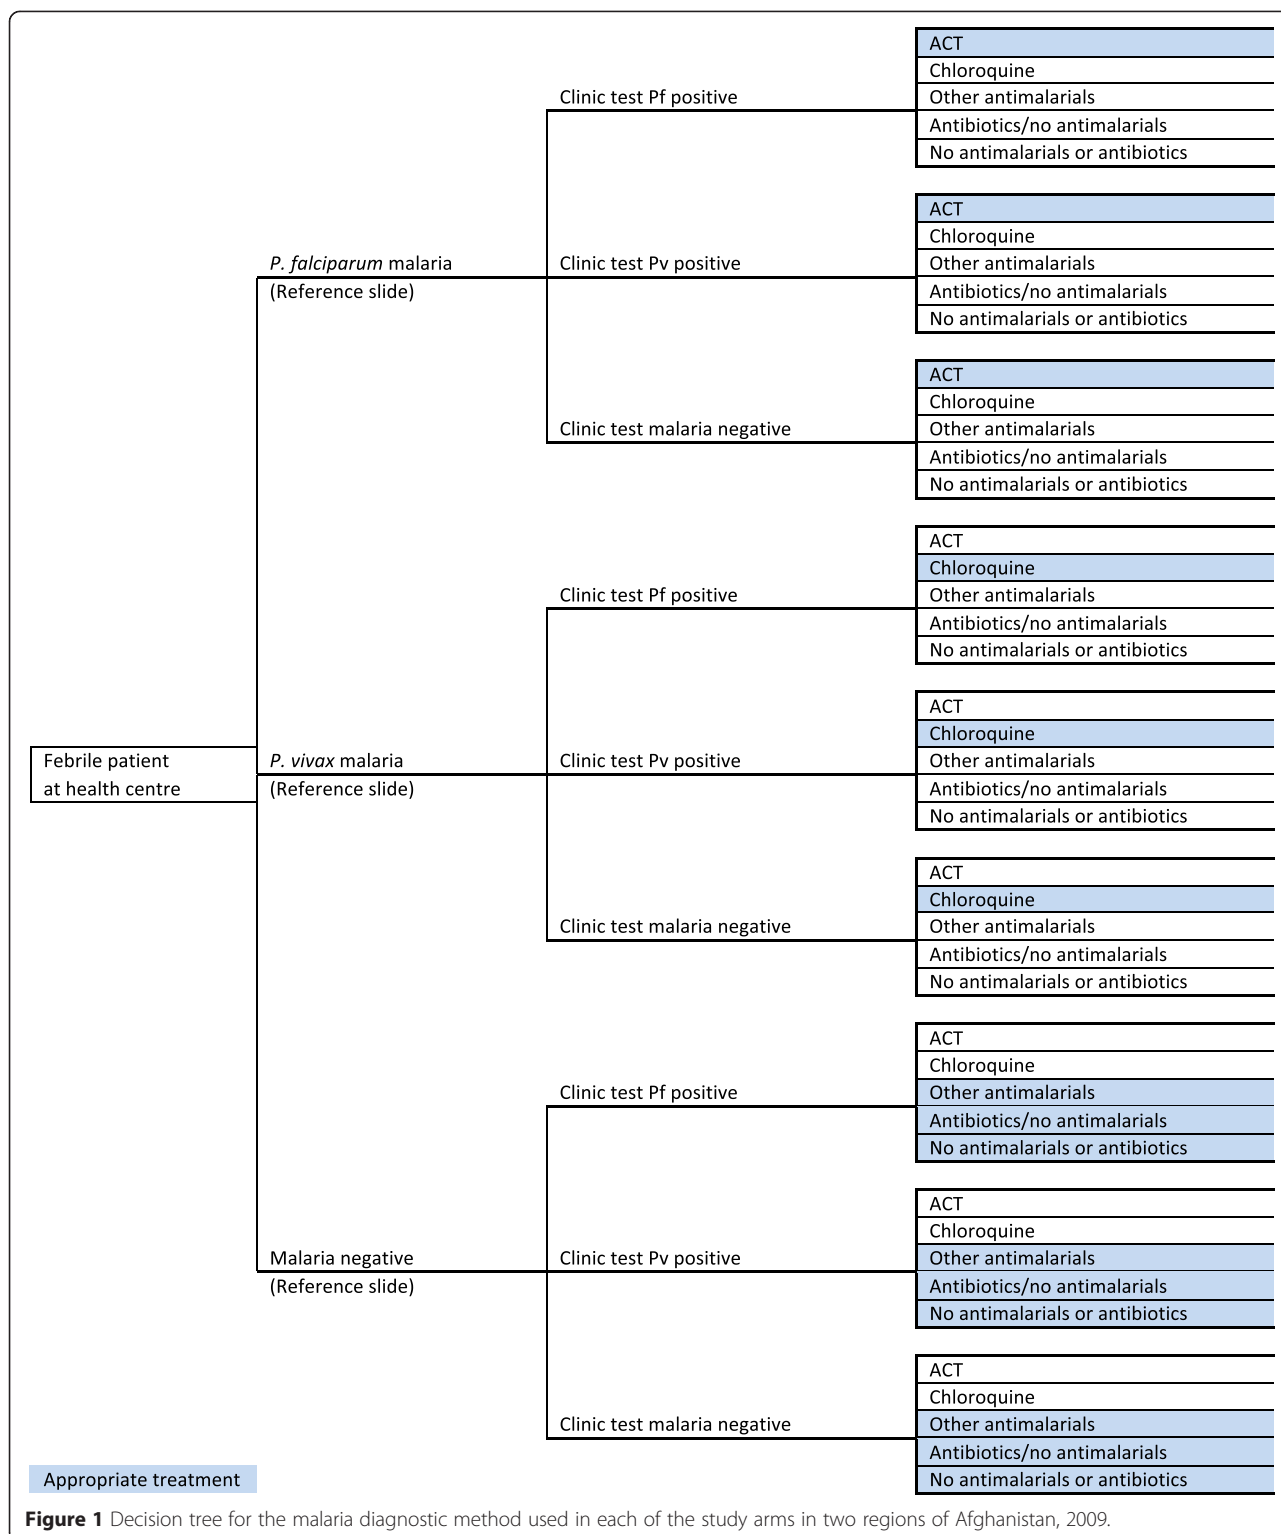 ACT
Chloroquine
Clinic test Pf positive
Other antimalarials
Antibiotics/no antimalarials
No antimalarials or antibiotics
ACT
Chloroquine
P. falciparum malaria
(Reference slide)
Clinic test Pv positive
Other antimalarials
Antibiotics/no antimalarials
No antimalarials or antibiotics
ACT
Chloroquine
Clinic test malaria negative
Other antimalarials
Antibiotics/no antimalarials
No antimalarials or antibiotics
ACT
Chloroquine
Clinic test Pf positive
Other antimalarials
Antibiotics/no antimalarials
No antimalarials or antibiotics
ACT
Chloroquine
Febrile patient
at health centre
P. vivax malaria
(Reference slide)
Clinic test Pv positive
Other antimalarials
Antibiotics/no antimalarials
No antimalarials or antibiotics
ACT
Chloroquine
Clinic test malaria negative
Other antimalarials
Antibiotics/no antimalarials
No antimalarials or antibiotics
ACT
Chloroquine
Clinic test Pf positive
Other antimalarials
Antibiotics/no antimalarials
No antimalarials or antibiotics
ACT
Chloroquine
Malaria negative
(Reference slide)
Clinic test Pv positive
Other antimalarials
Antibiotics/no antimalarials
No antimalarials or antibiotics
ACT
Chloroquine
Clinic test malaria negative
Other antimalarials
Antibiotics/no antimalarials
No antimalarials or antibiotics
Appropriate treatment
Figure 1 Decision tree for the malaria diagnostic method used in each of the study arms in two regions of Afghanistan, 2009.